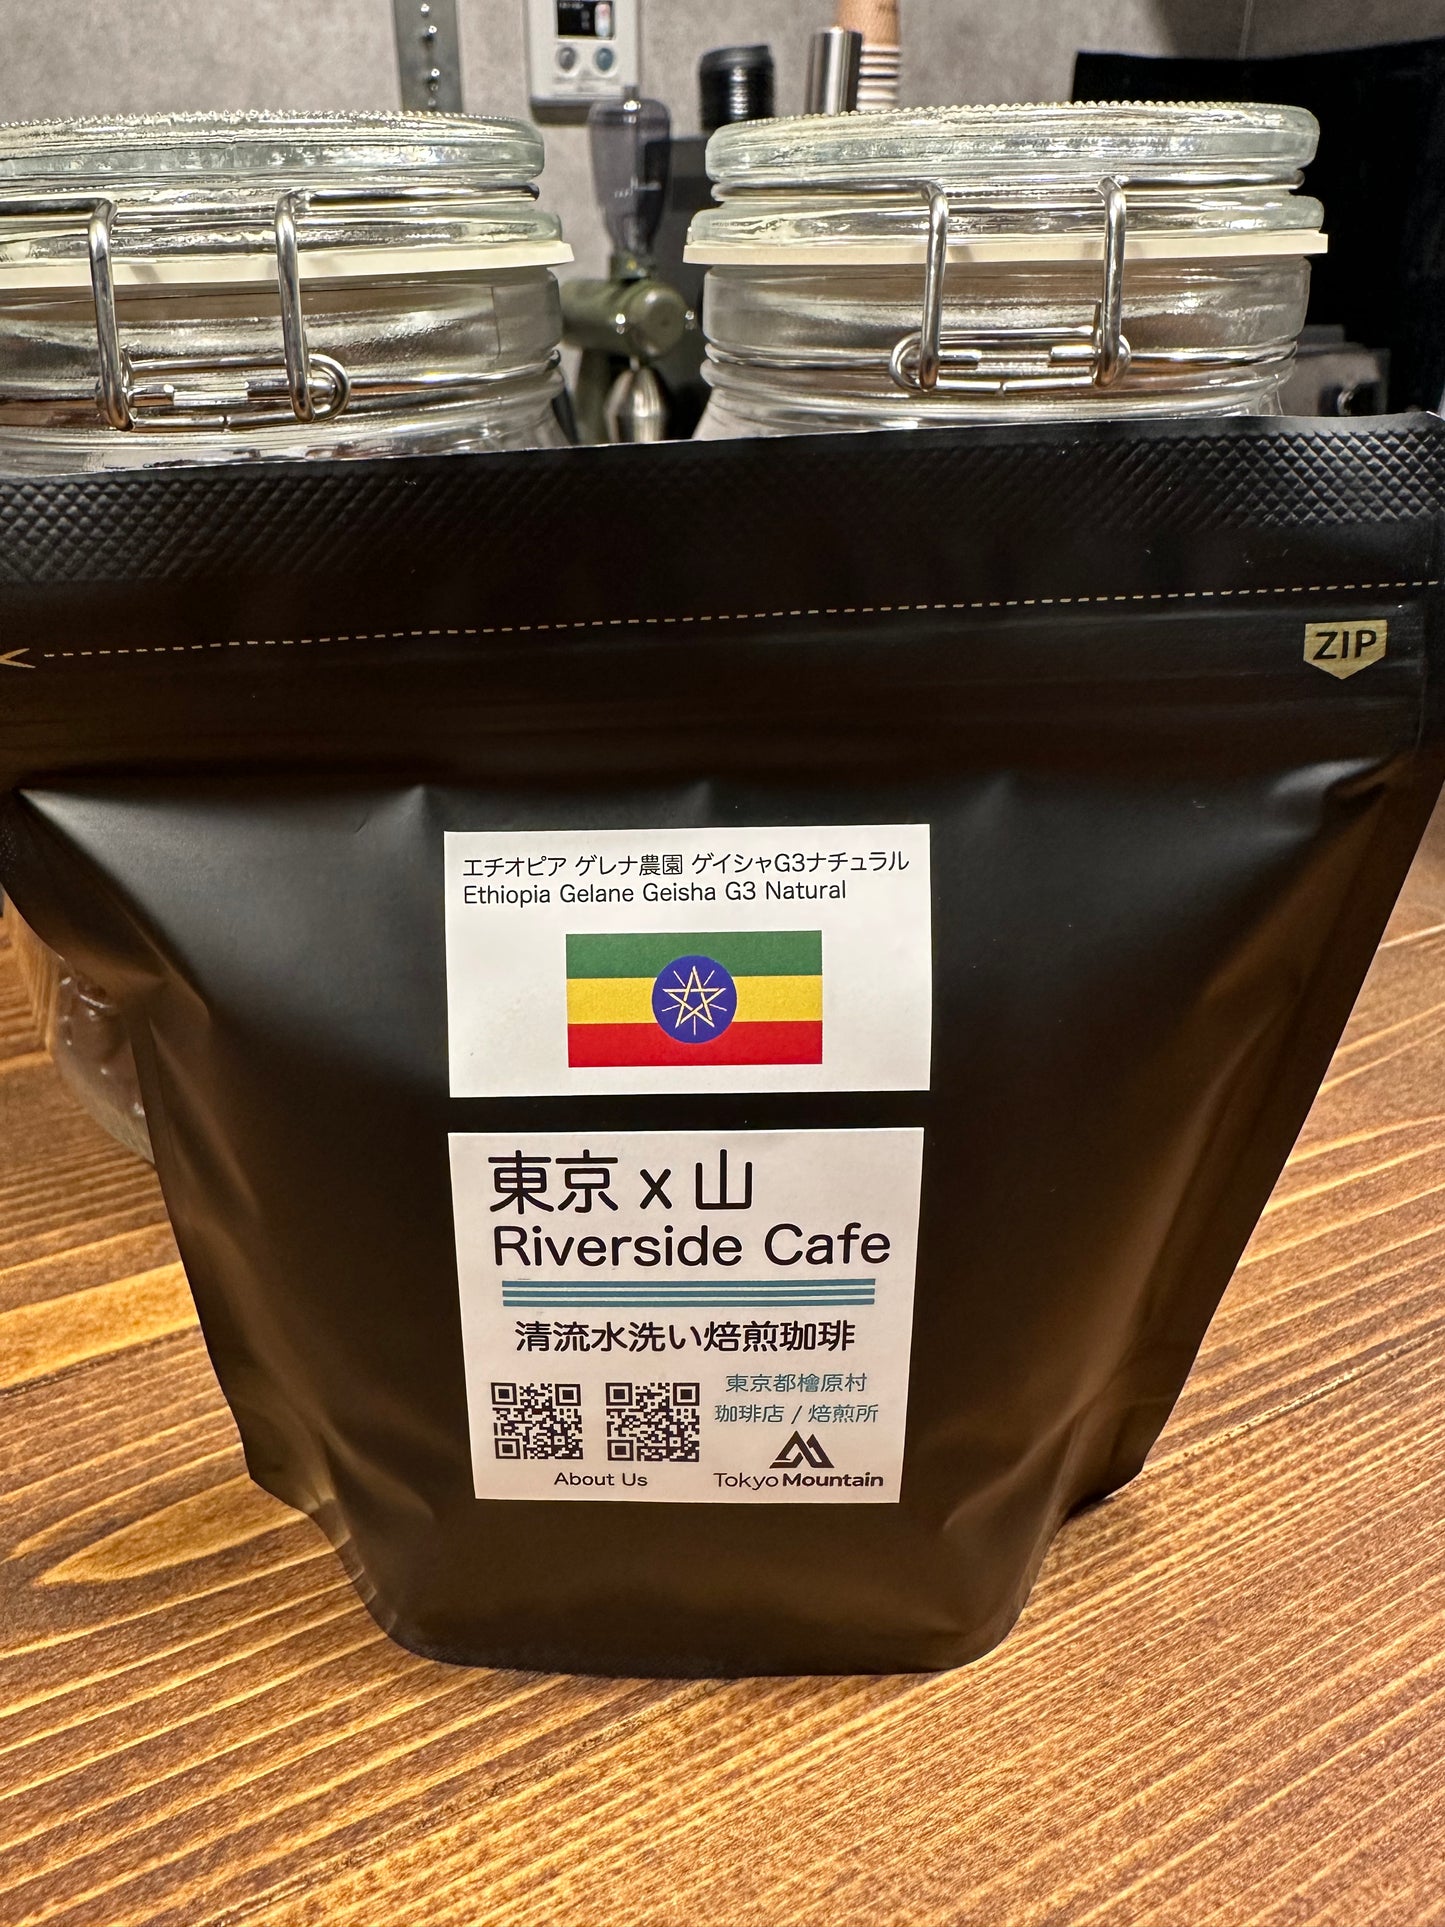 ZIP
エチオピア ゲレナ農園 ゲイシャG3ナチュラル
Ethiopia Gelane Geisha G3 Natural
東京 x 山
Riverside Cafe
清流水洗い焙煎珈琲
東京都檜原村
珈琲店 / 焙煎所
About Us
Tokyo Mountain